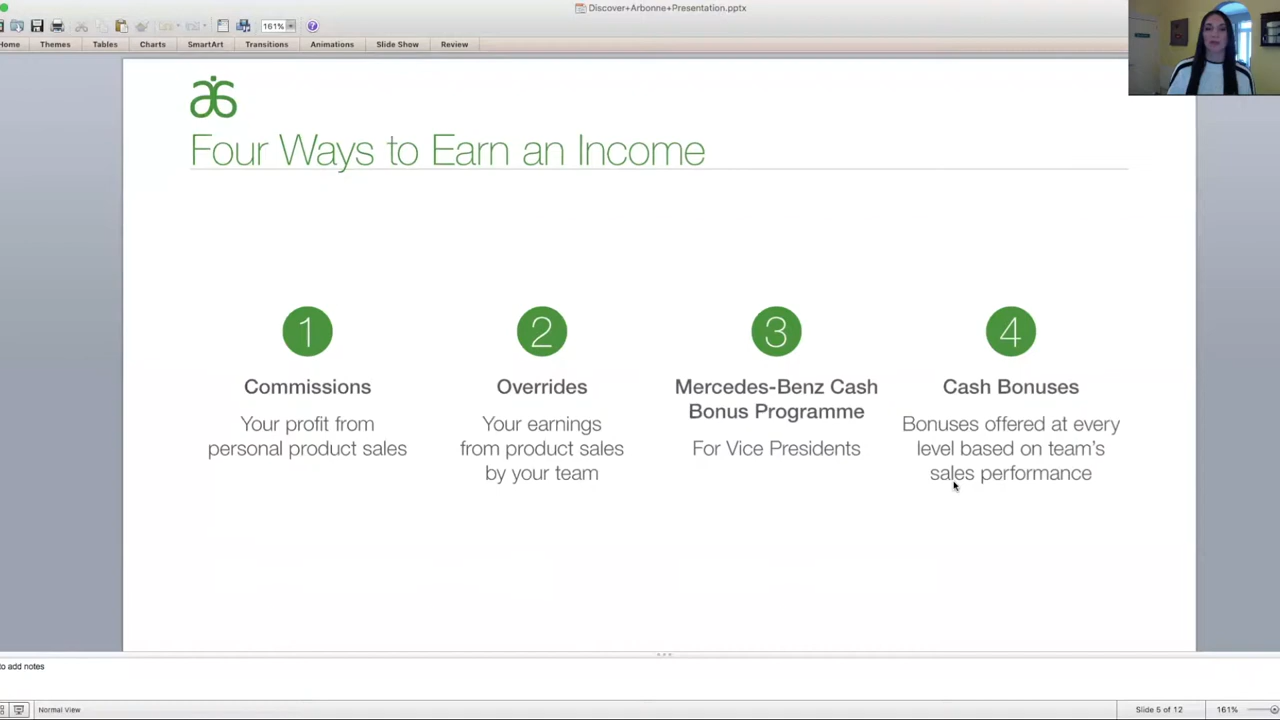 Discover+Arbonne+Presentation.pptx
161%
Home Themes Tables Charts SmartArt Transitions Animations Slide Show Review
Four Ways to Earn an Income
1
Commissions
Your profit from
personal product sales
2
Overrides
Your earnings
from product sales
by your team
3
Mercedes-Benz Cash
Bonus Programme
For Vice Presidents
4
Cash Bonuses
Bonuses offered at every
level based on team's
sales performance
to add notes
Normal View
Slide 5 of 12
161%